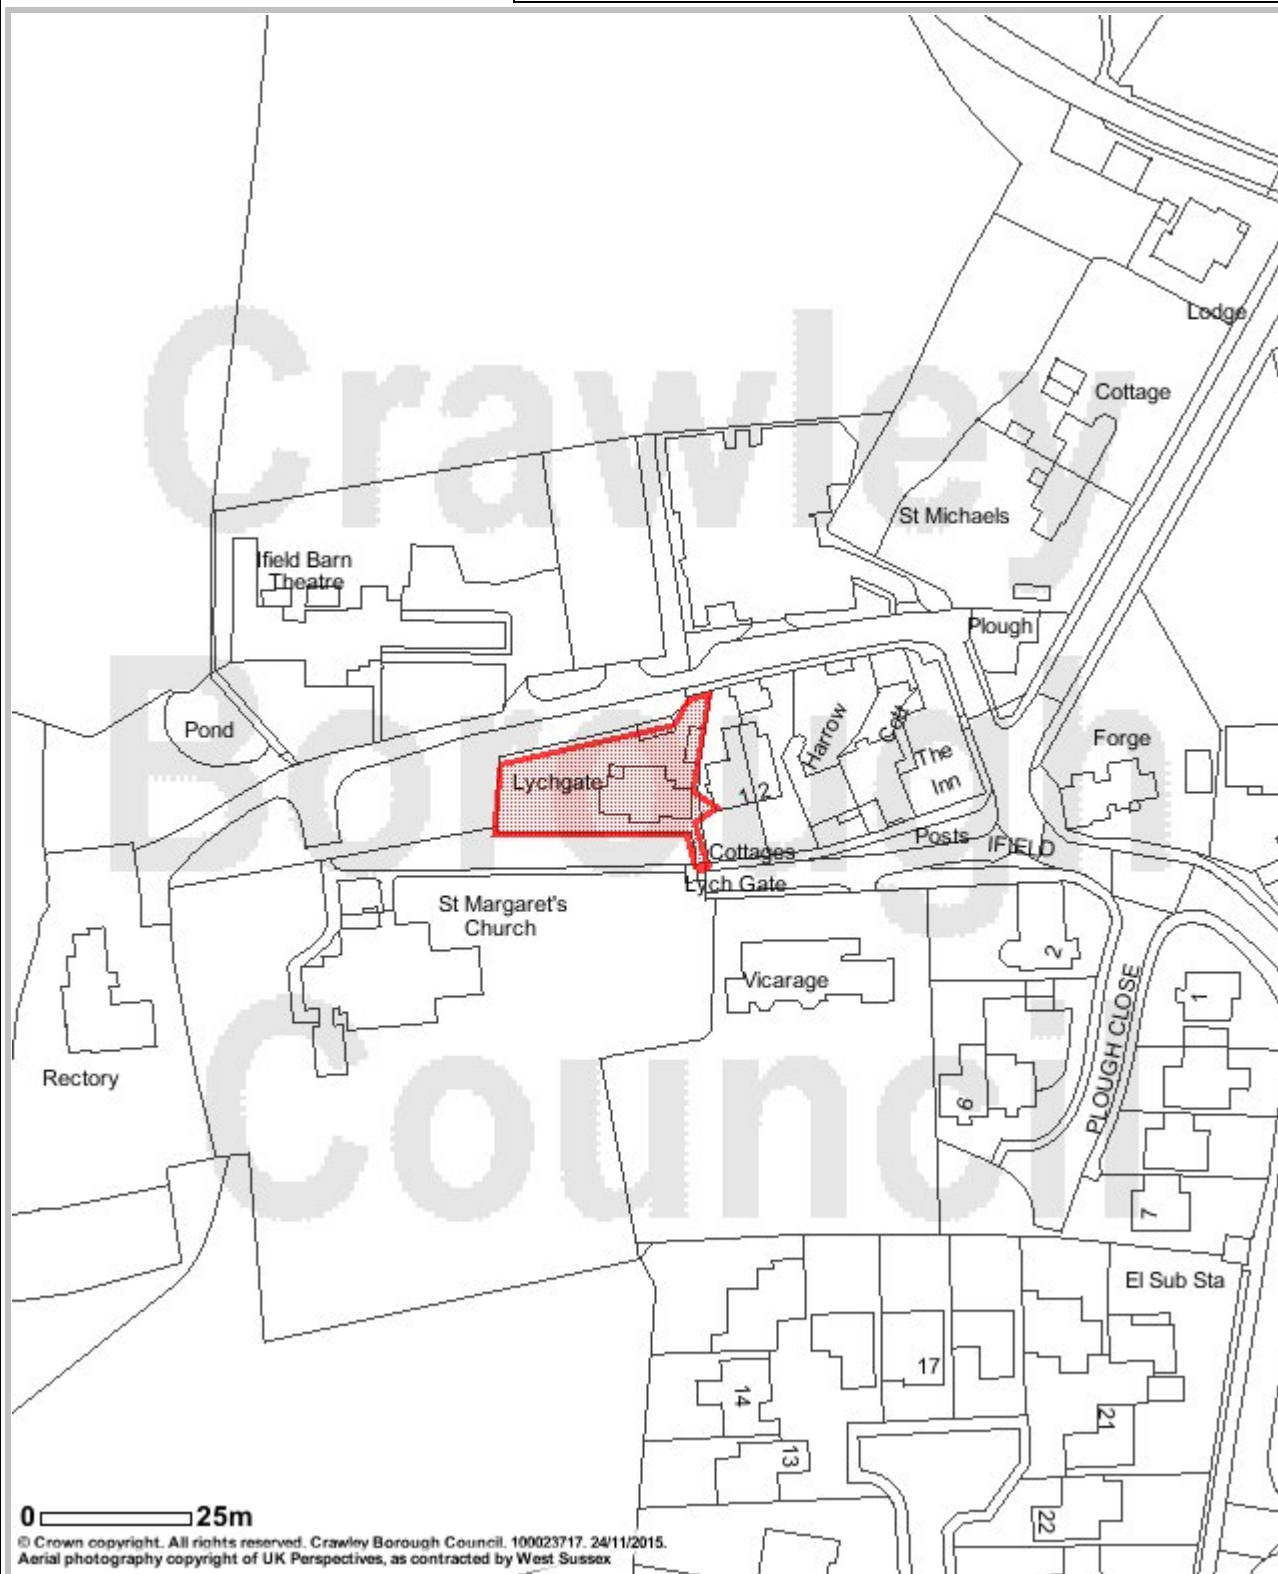 Crawley
Borough
Council
Lodge
Cottage
St Michaels
Ifield Barn
Theatre
Plough
Pond
Harrow
Cott
The
Inn
Forge
Lychgate
1 2
Posts
IFIELD
Cottages
Lych Gate
St Margaret's
Church
2
Vicarage
PLOUGH CLOSE
1
Rectory
9
7
El Sub Sta
17
14
21
13
22
0 25m
© Crown copyright. All rights reserved. Crawley Borough Council. 100023717. 24/11/2015.
Aerial photography copyright of UK Perspectives, as contracted by West Sussex